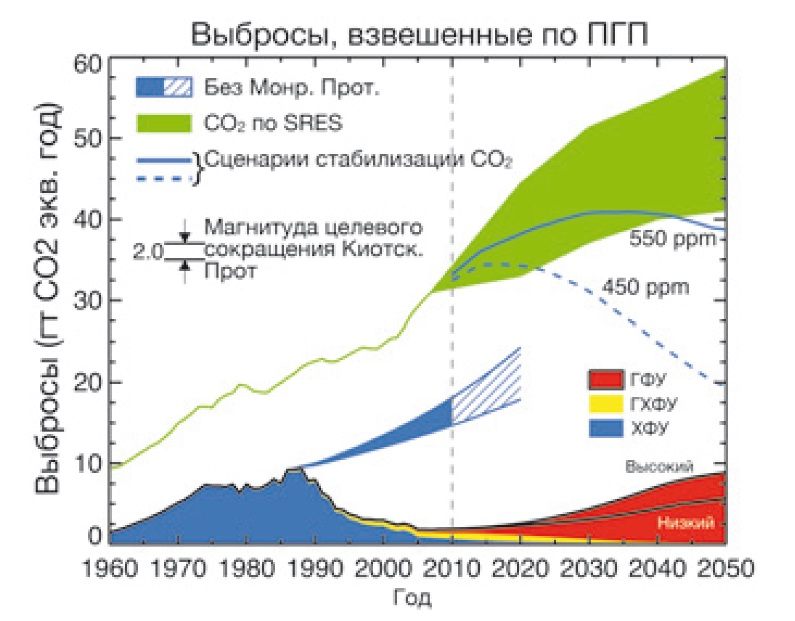 Выбросы, взвешенные по ПГП
Выбросы (гт CO2 экв. год)
60
50
40
30
20
10
0
Без Монр. Прот.
CO₂ по SRES
Сценарии стабилизации CO₂
2.0
Магнитуда целевого
сокращения Киотск.
Прот
550 ppm
450 ppm
ГФУ
ГХФУ
ХФУ
Высокий
Низкий
1960 1970 1980 1990 2000 2010 2020 2030 2040 2050
Год